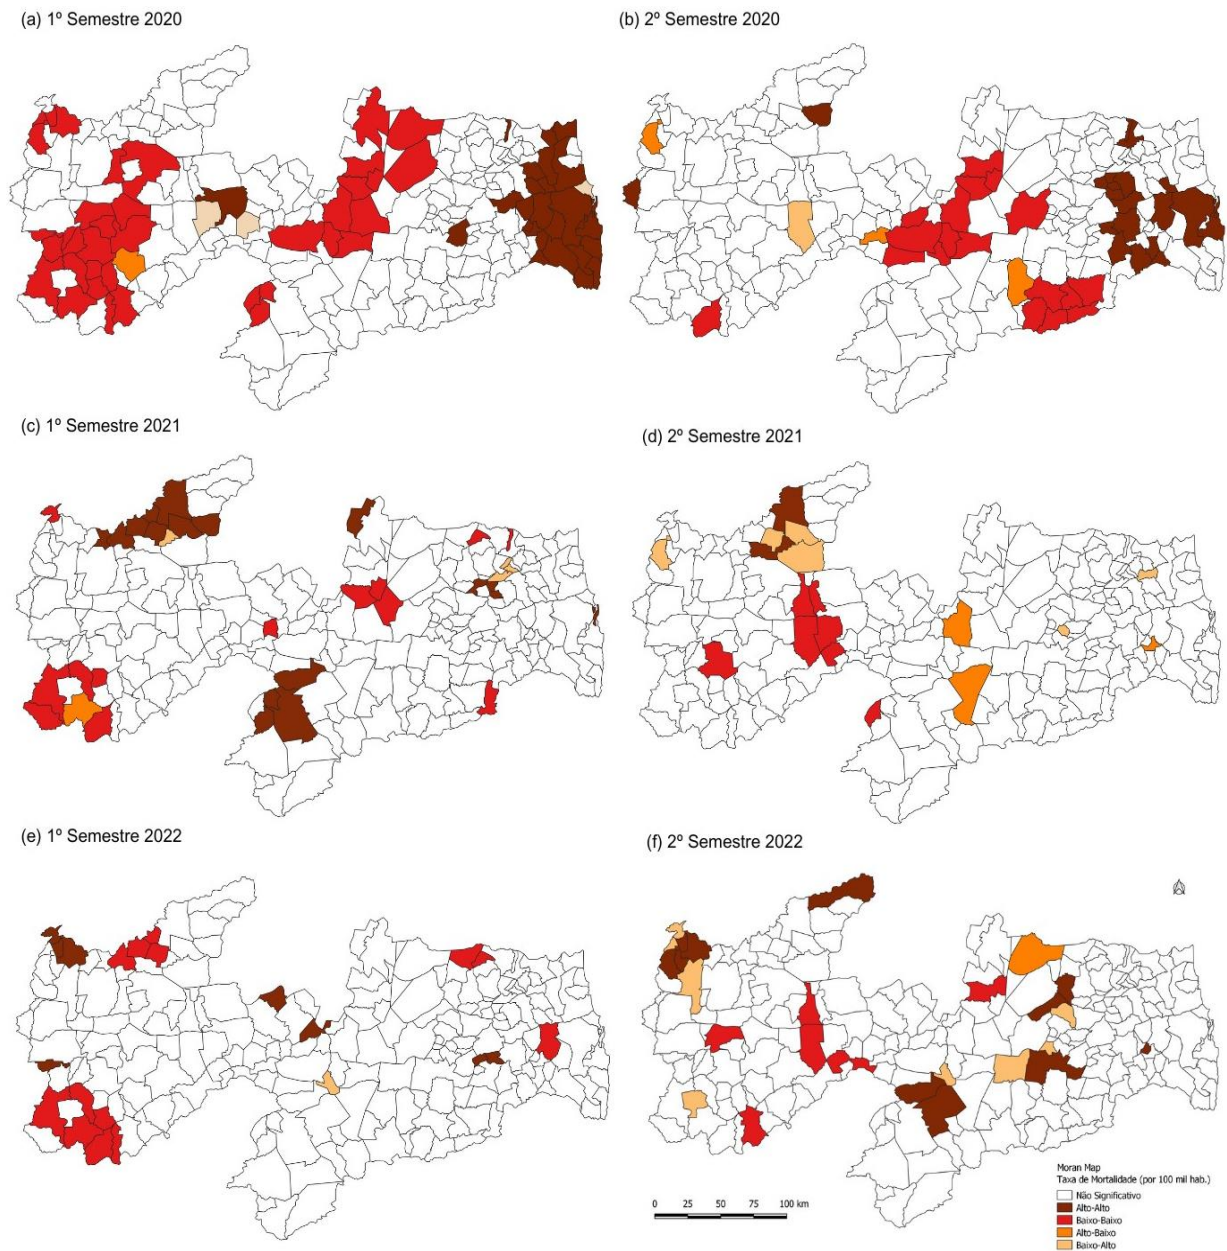 (a) 1º Semestre 2020
(b) 2º Semestre 2020
(c) 1º Semestre 2021
(d) 2º Semestre 2021
(e) 1º Semestre 2022
(f) 2º Semestre 2022
Moran Map
Taxa de Mortalidade (por 100 mil hab.)
Não Significativo
Alto-Alto
Baixo-Baixo
Alto-Baixo
Baixo-Alto
0 25 50 75 100 km